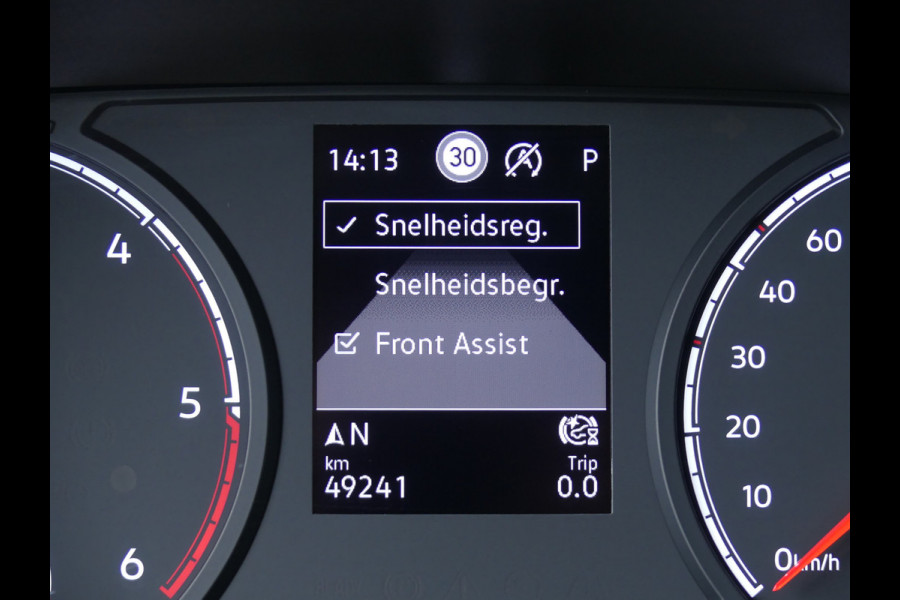 14:13 30 A P
Snelheidsreg.
Snelheidsbegr.
Front Assist
N
km
49241
Trip
0.0
4
5
6
60
40
30
20
10
0 km/h